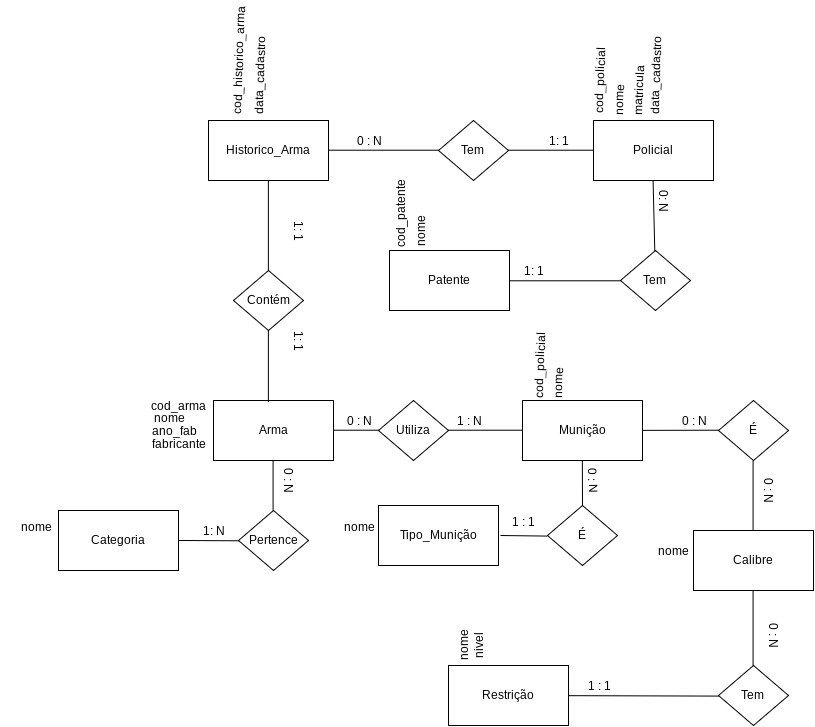 cod_historico_arma
data_cadastro
cod_policial
nome
matricula
data_cadastro
Historico_Arma
0 : N
Tem
1: 1
Policial
1: 1
0: N
cod_patente
nome
Patente
1: 1
Tem
Contém
1: 1
cod_policial
nome
cod_arma
nome
ano_fab
fabricante
Arma
0 : N
Utiliza
1 : N
Munição
0 : N
É
0 : N
0 : N
0 : N
nome
Categoria
1: N
Pertence
nome
Tipo_Munição
1 : 1
É
nome
Calibre
0 : N
nome
nivel
Restrição
1 : 1
Tem